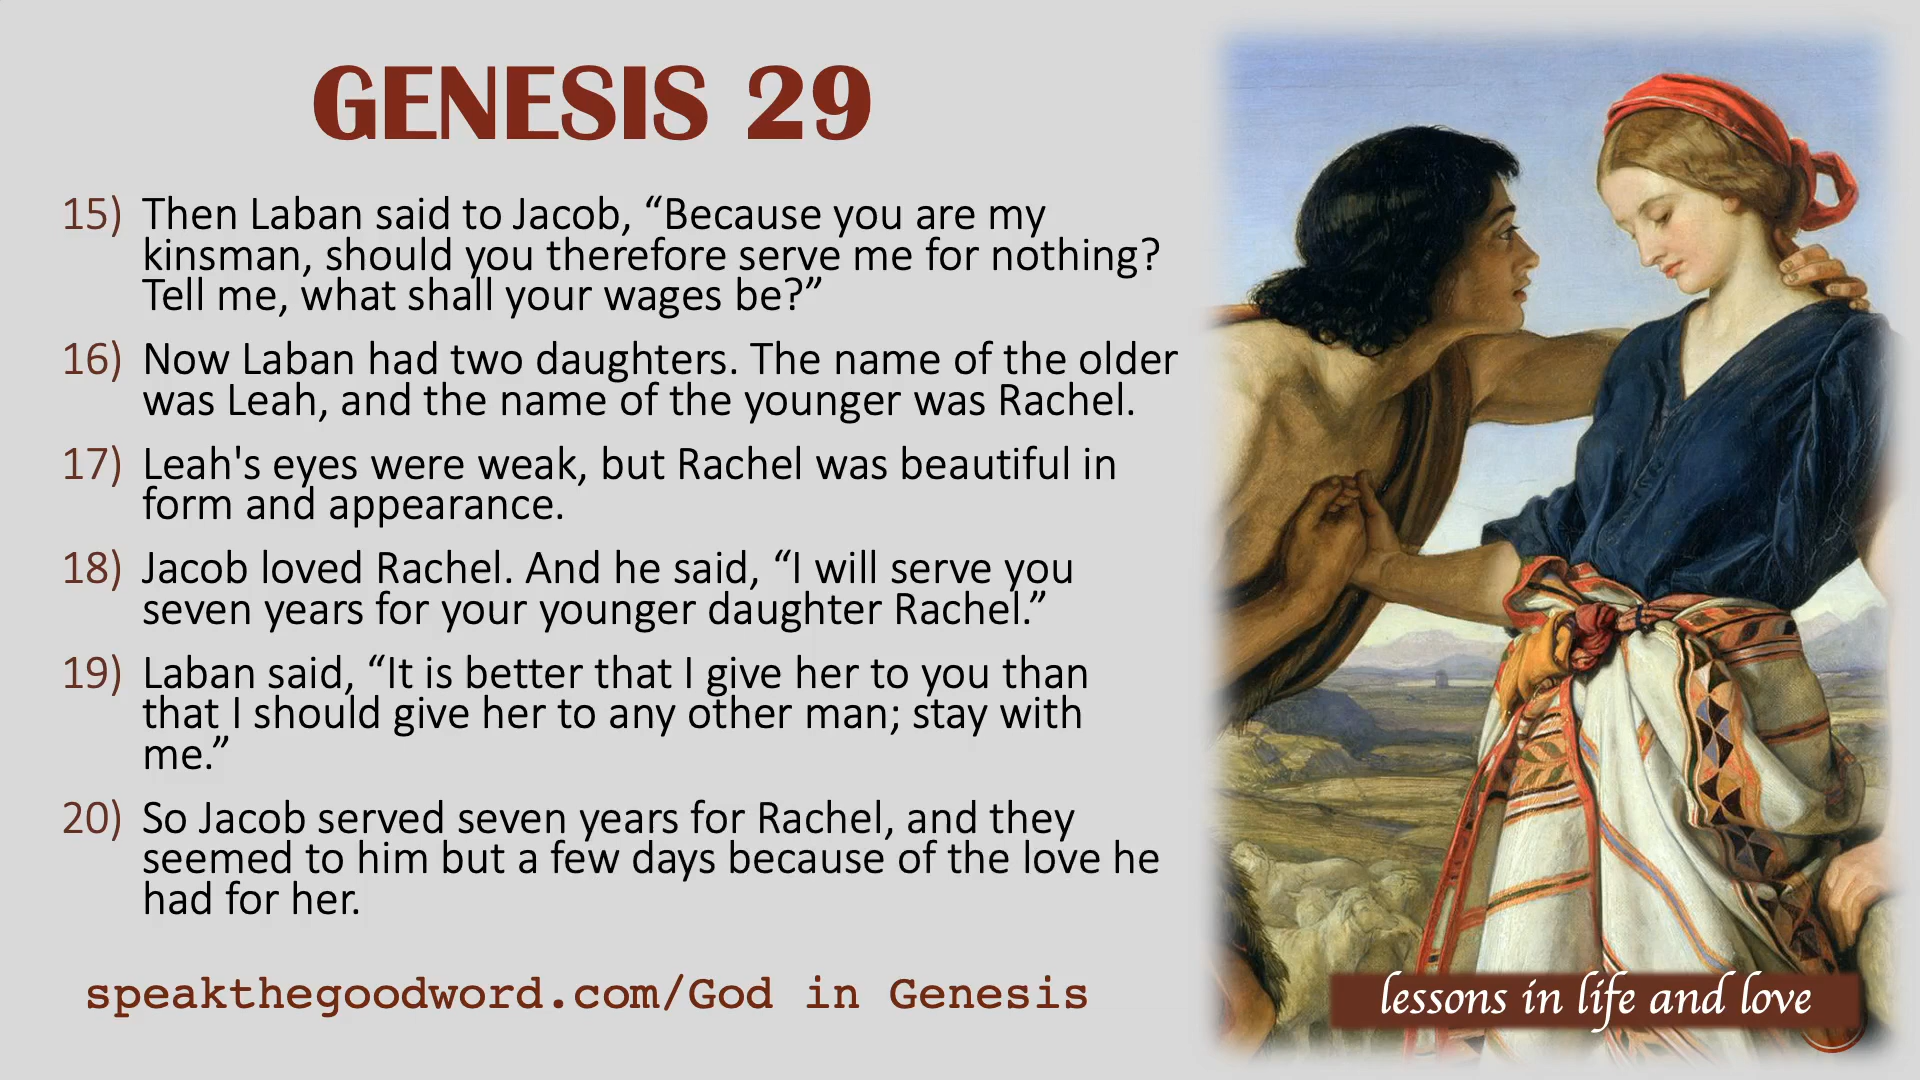 GENESIS 29
15) Then Laban said to Jacob, “Because you are my
kinsman, should you therefore serve me for nothing?
Tell me, what shall your wages be?”
16) Now Laban had two daughters. The name of the older
was Leah, and the name of the younger was Rachel.
17) Leah's eyes were weak, but Rachel was beautiful in
form and appearance.
18) Jacob loved Rachel. And he said, “I will serve you
seven years for your younger daughter Rachel.”
19) Laban said, “It is better that I give her to you than
that I should give her to any other man; stay with
me.”
20) So Jacob served seven years for Rachel, and they
seemed to him but a few days because of the love he
had for her.
speakthegoodword.com/God in Genesis
lessons in life and love